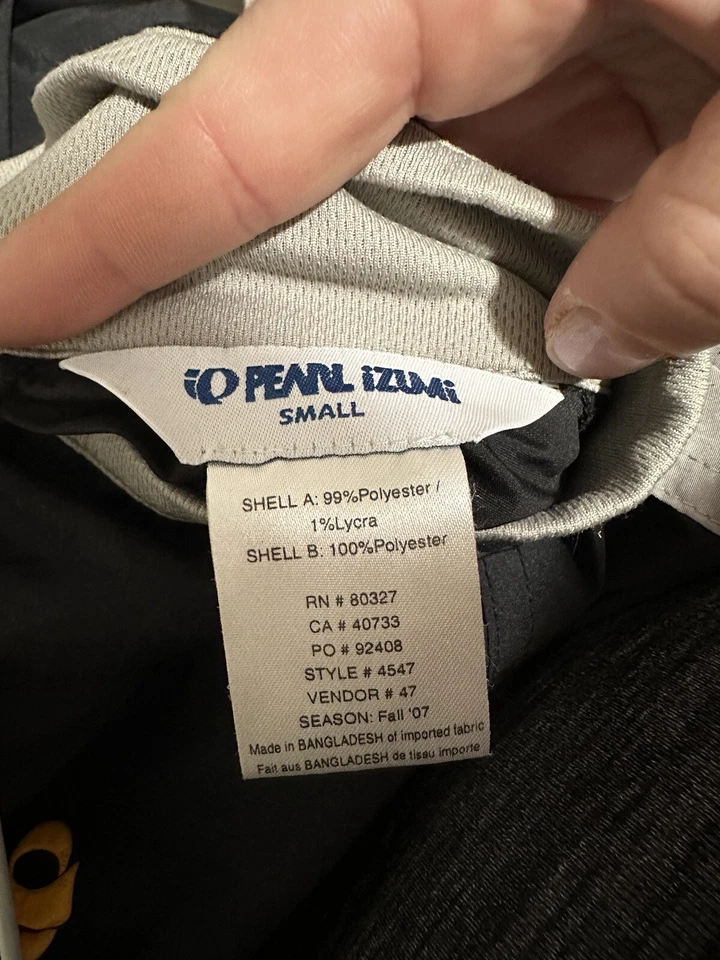 PEARL iZUMi
SMALL
SHELL A: 99%Polyester /
1%Lycra
SHELL B: 100%Polyester
RN # 80327
CA # 40733
PO # 92408
STYLE # 4547
VENDOR # 47
SEASON: Fall '07
Made in BANGLADESH of imported fabric
Fait aus BANGLADESH de tissu importe